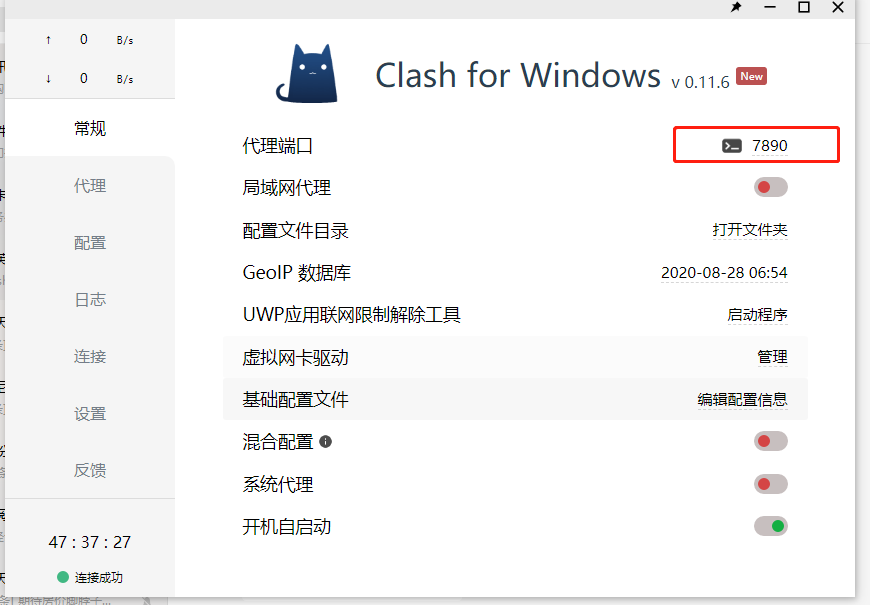 ↑ 0 B/s
↓ 0 B/s
常规
代理
配置
日志
连接
设置
反馈
47 : 37 : 27
连接成功
Clash for Windows v 0.11.6 New
代理端口 7890
局域网代理
配置文件目录 打开文件夹
GeoIP 数据库 2020-08-28 06:54
UWP应用联网限制解除工具 启动程序
虚拟网卡驱动 管理
基础配置文件 编辑配置信息
混合配置
系统代理
开机自启动